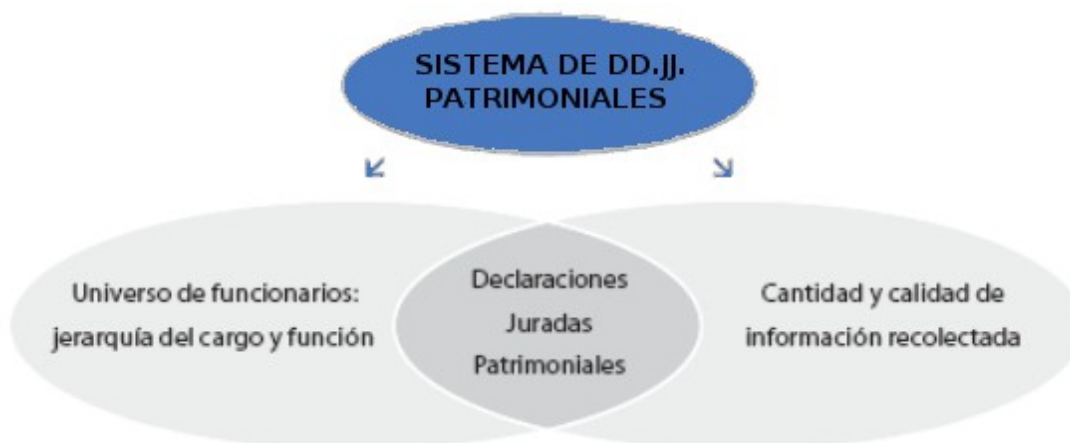 SISTEMA DE DD.JJ.
PATRIMONIALES
Universo de funcionarios:
jerarquía del cargo y función
Declaraciones
Juradas
Patrimoniales
Cantidad y calidad de
información recolectada